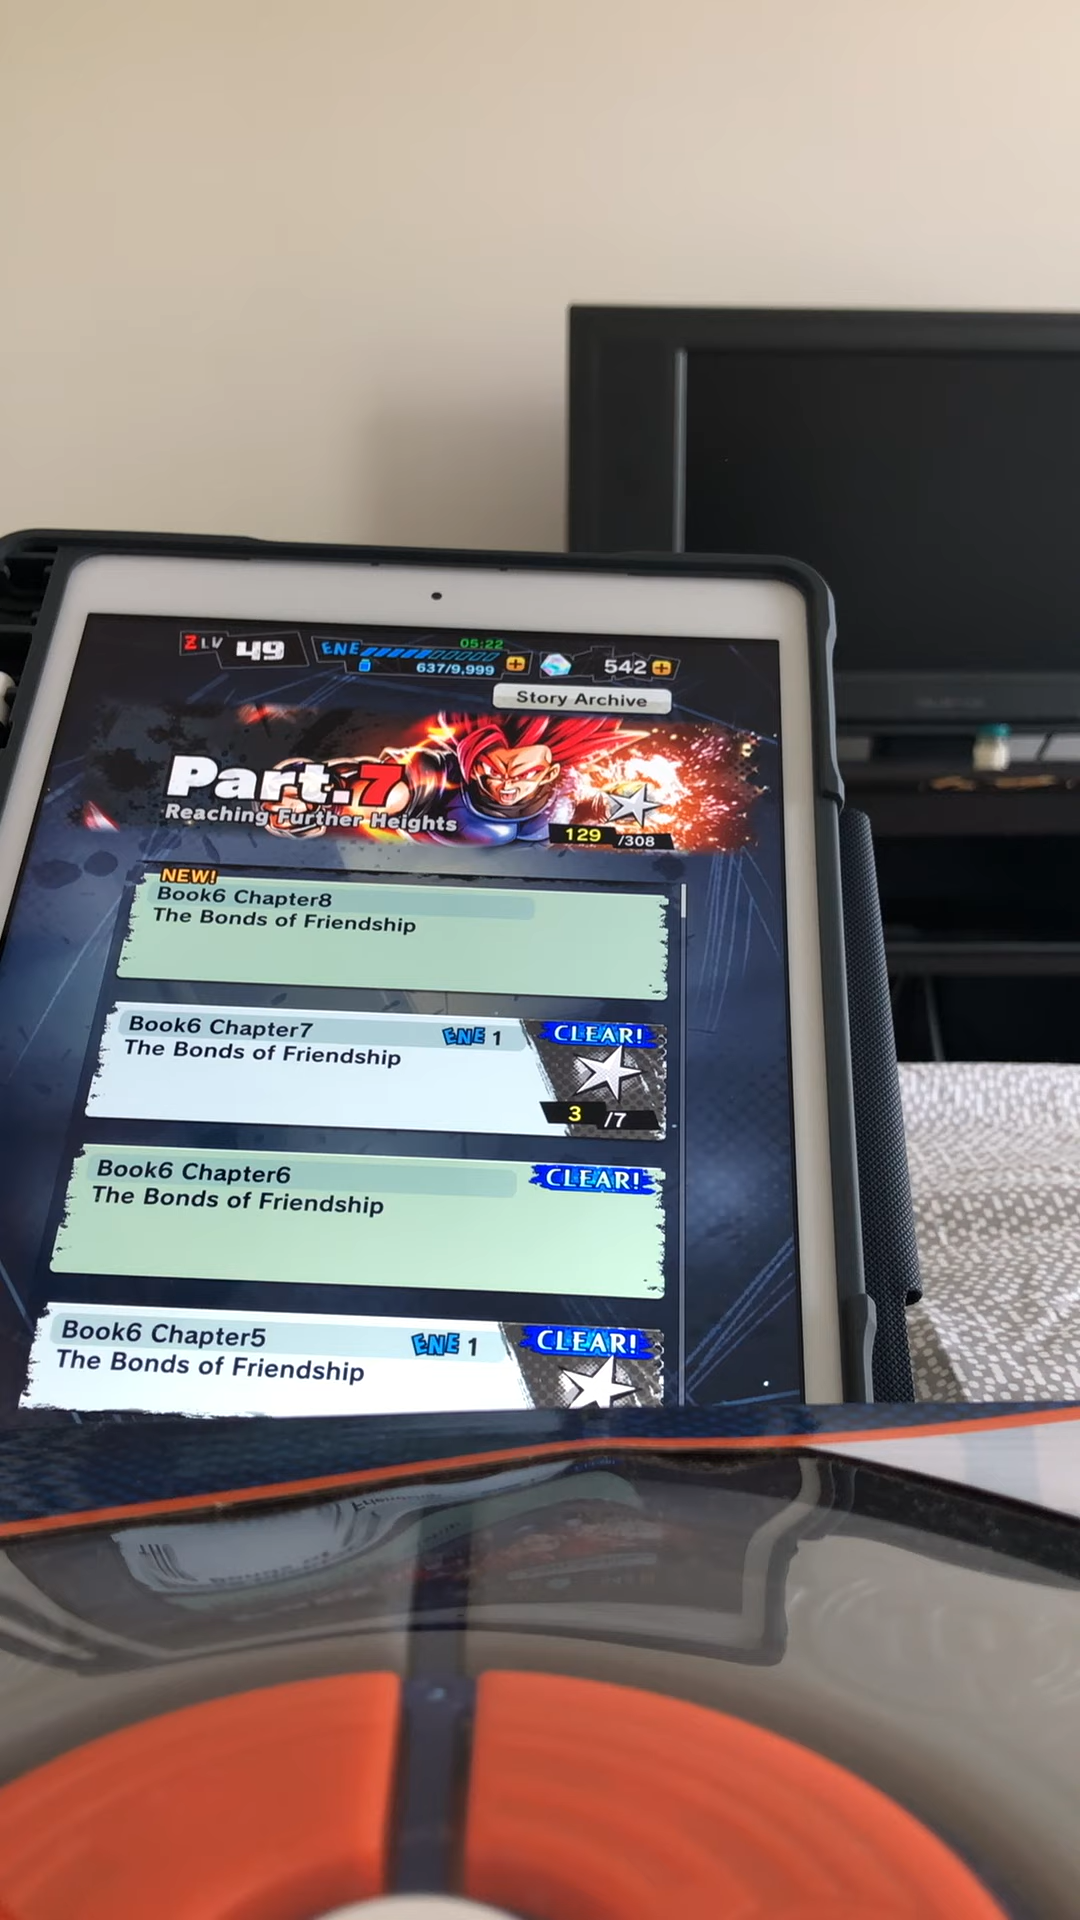 ZLV 49
ENE
05:22
637/9,999
542
Story Archive
Part.7
Reaching Further Heights
129 /308
NEW!
Book6 Chapter8
The Bonds of Friendship
Book6 Chapter7 ENE 1
CLEAR!
The Bonds of Friendship
3 /7
Book6 Chapter6
CLEAR!
The Bonds of Friendship
Book6 Chapter5 ENE 1
CLEAR!
The Bonds of Friendship